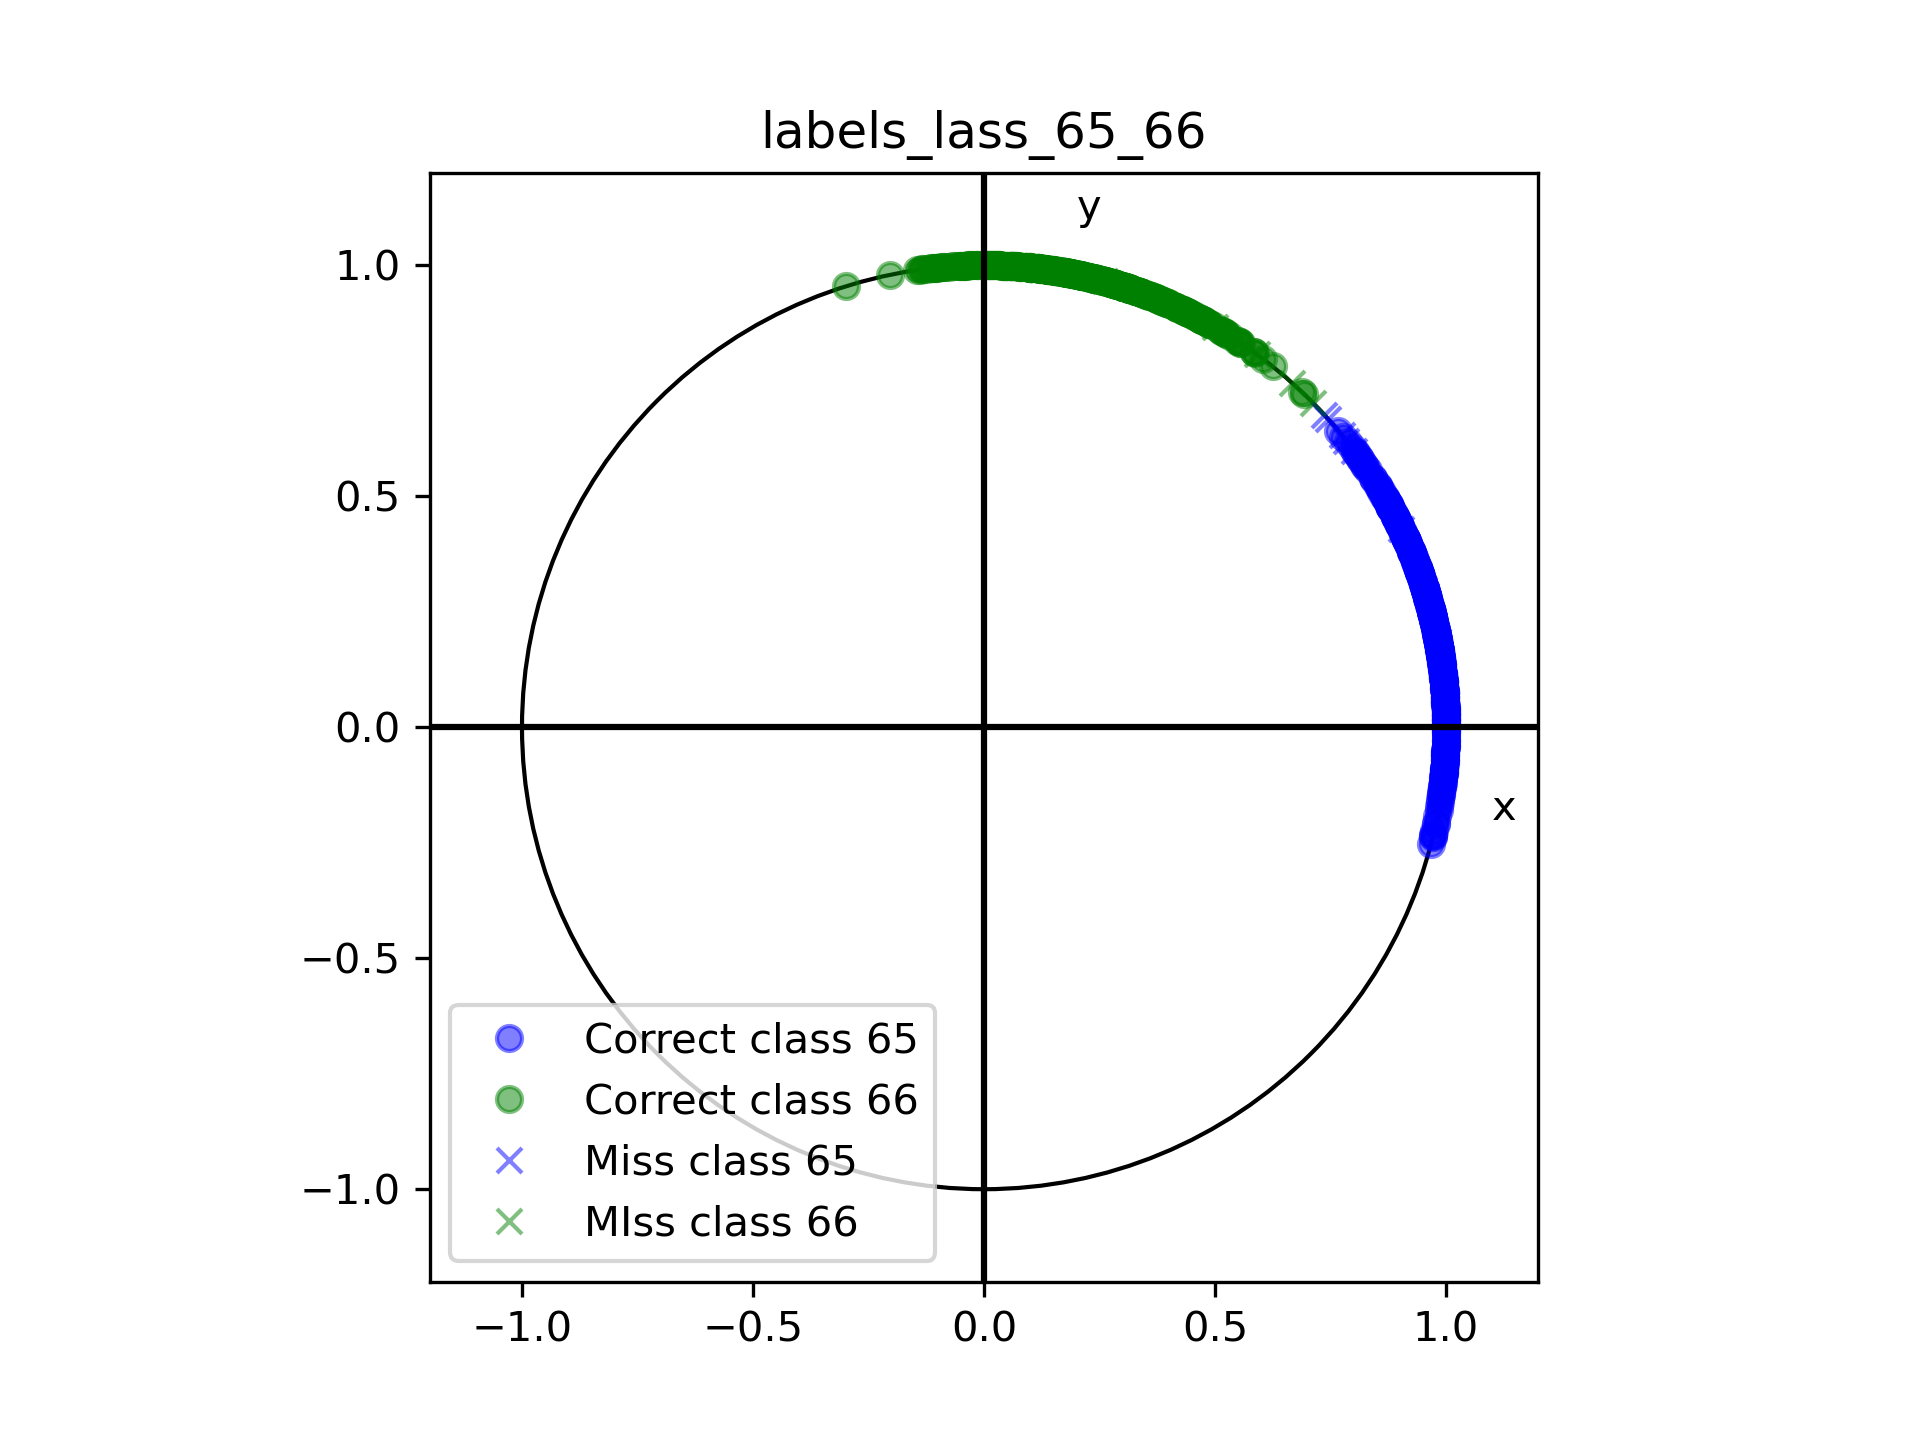 labels_lass_65_66
y
1.0
0.5
0.0
x
−0.5
−1.0
Correct class 65
Correct class 66
Miss class 65
MIss class 66
−1.0 −0.5 0.0 0.5 1.0